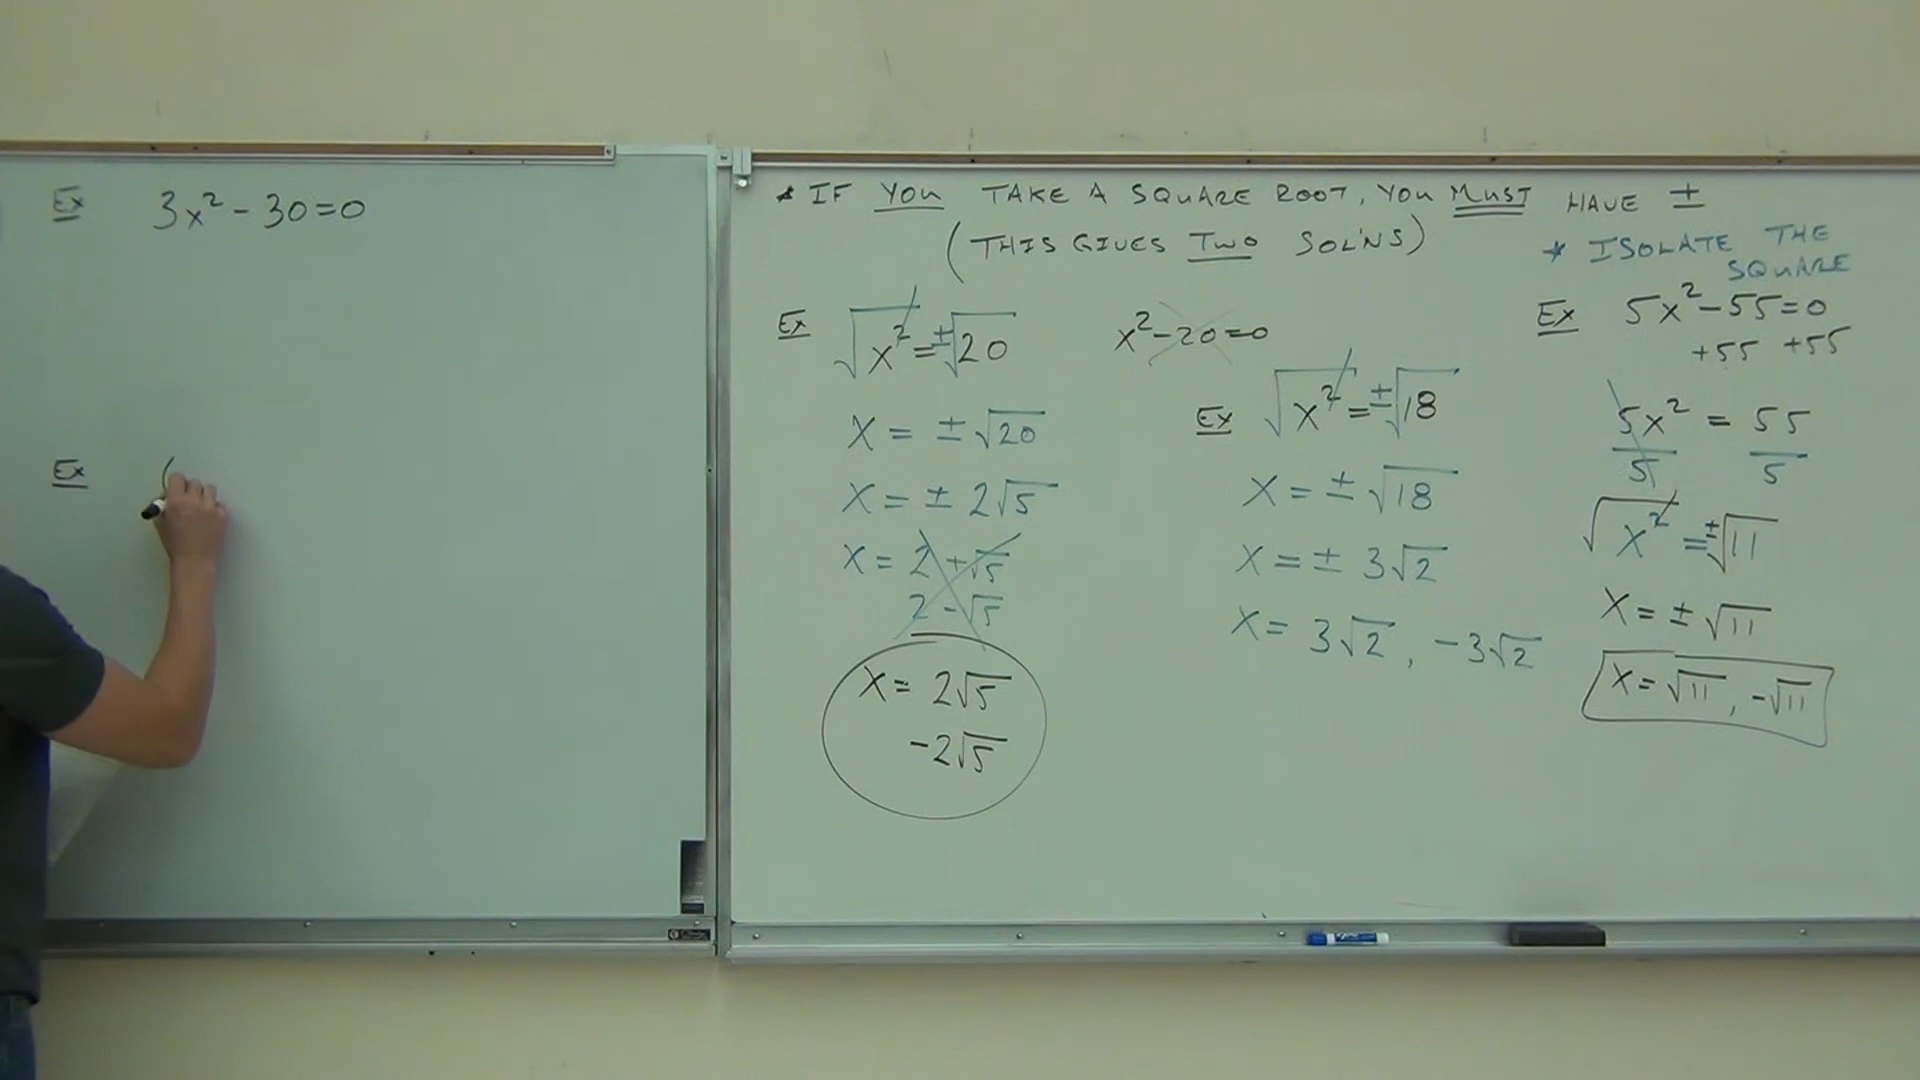 Ex 3x² - 30 = 0
Ex (
* IF YOU TAKE A SQUARE ROOT, YOU MUST HAVE ±
(THIS GIVES TWO SOL'NS)
* ISOLATE THE
SQUARE
Ex √x² = ±√20
x² - 20 = 0
X = ±√20
X = ± 2√5
X = 2 + √5
2 - √5
X = 2√5
-2√5
Ex √x² = ±√18
X = ±√18
X = ± 3√2
X = 3√2 , -3√2
Ex 5x² - 55 = 0
+55 +55
5x² = 55
5 5
√x² = ±√11
X = ±√11
X = √11 , -√11